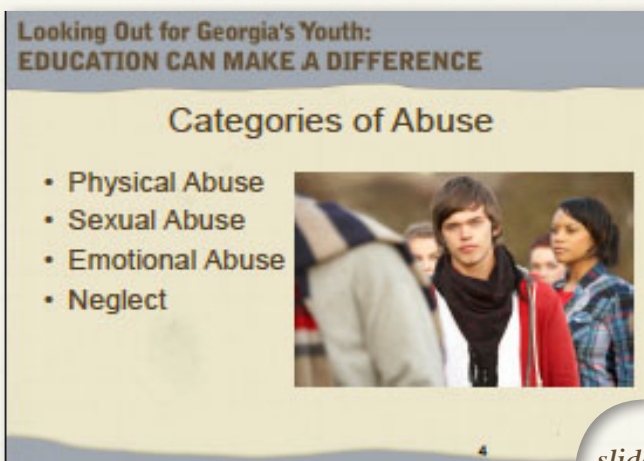 Looking Out for Georgia's Youth:
EDUCATION CAN MAKE A DIFFERENCE
Categories of Abuse
• Physical Abuse
• Sexual Abuse
• Emotional Abuse
• Neglect
4